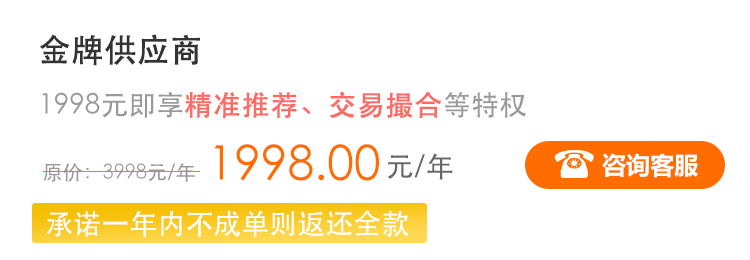 金牌供应商
1998元即享精准推荐、交易撮合等特权
原价：3998元/年 1998.00 元/年
咨询客服
承诺一年内不成单则返还全款